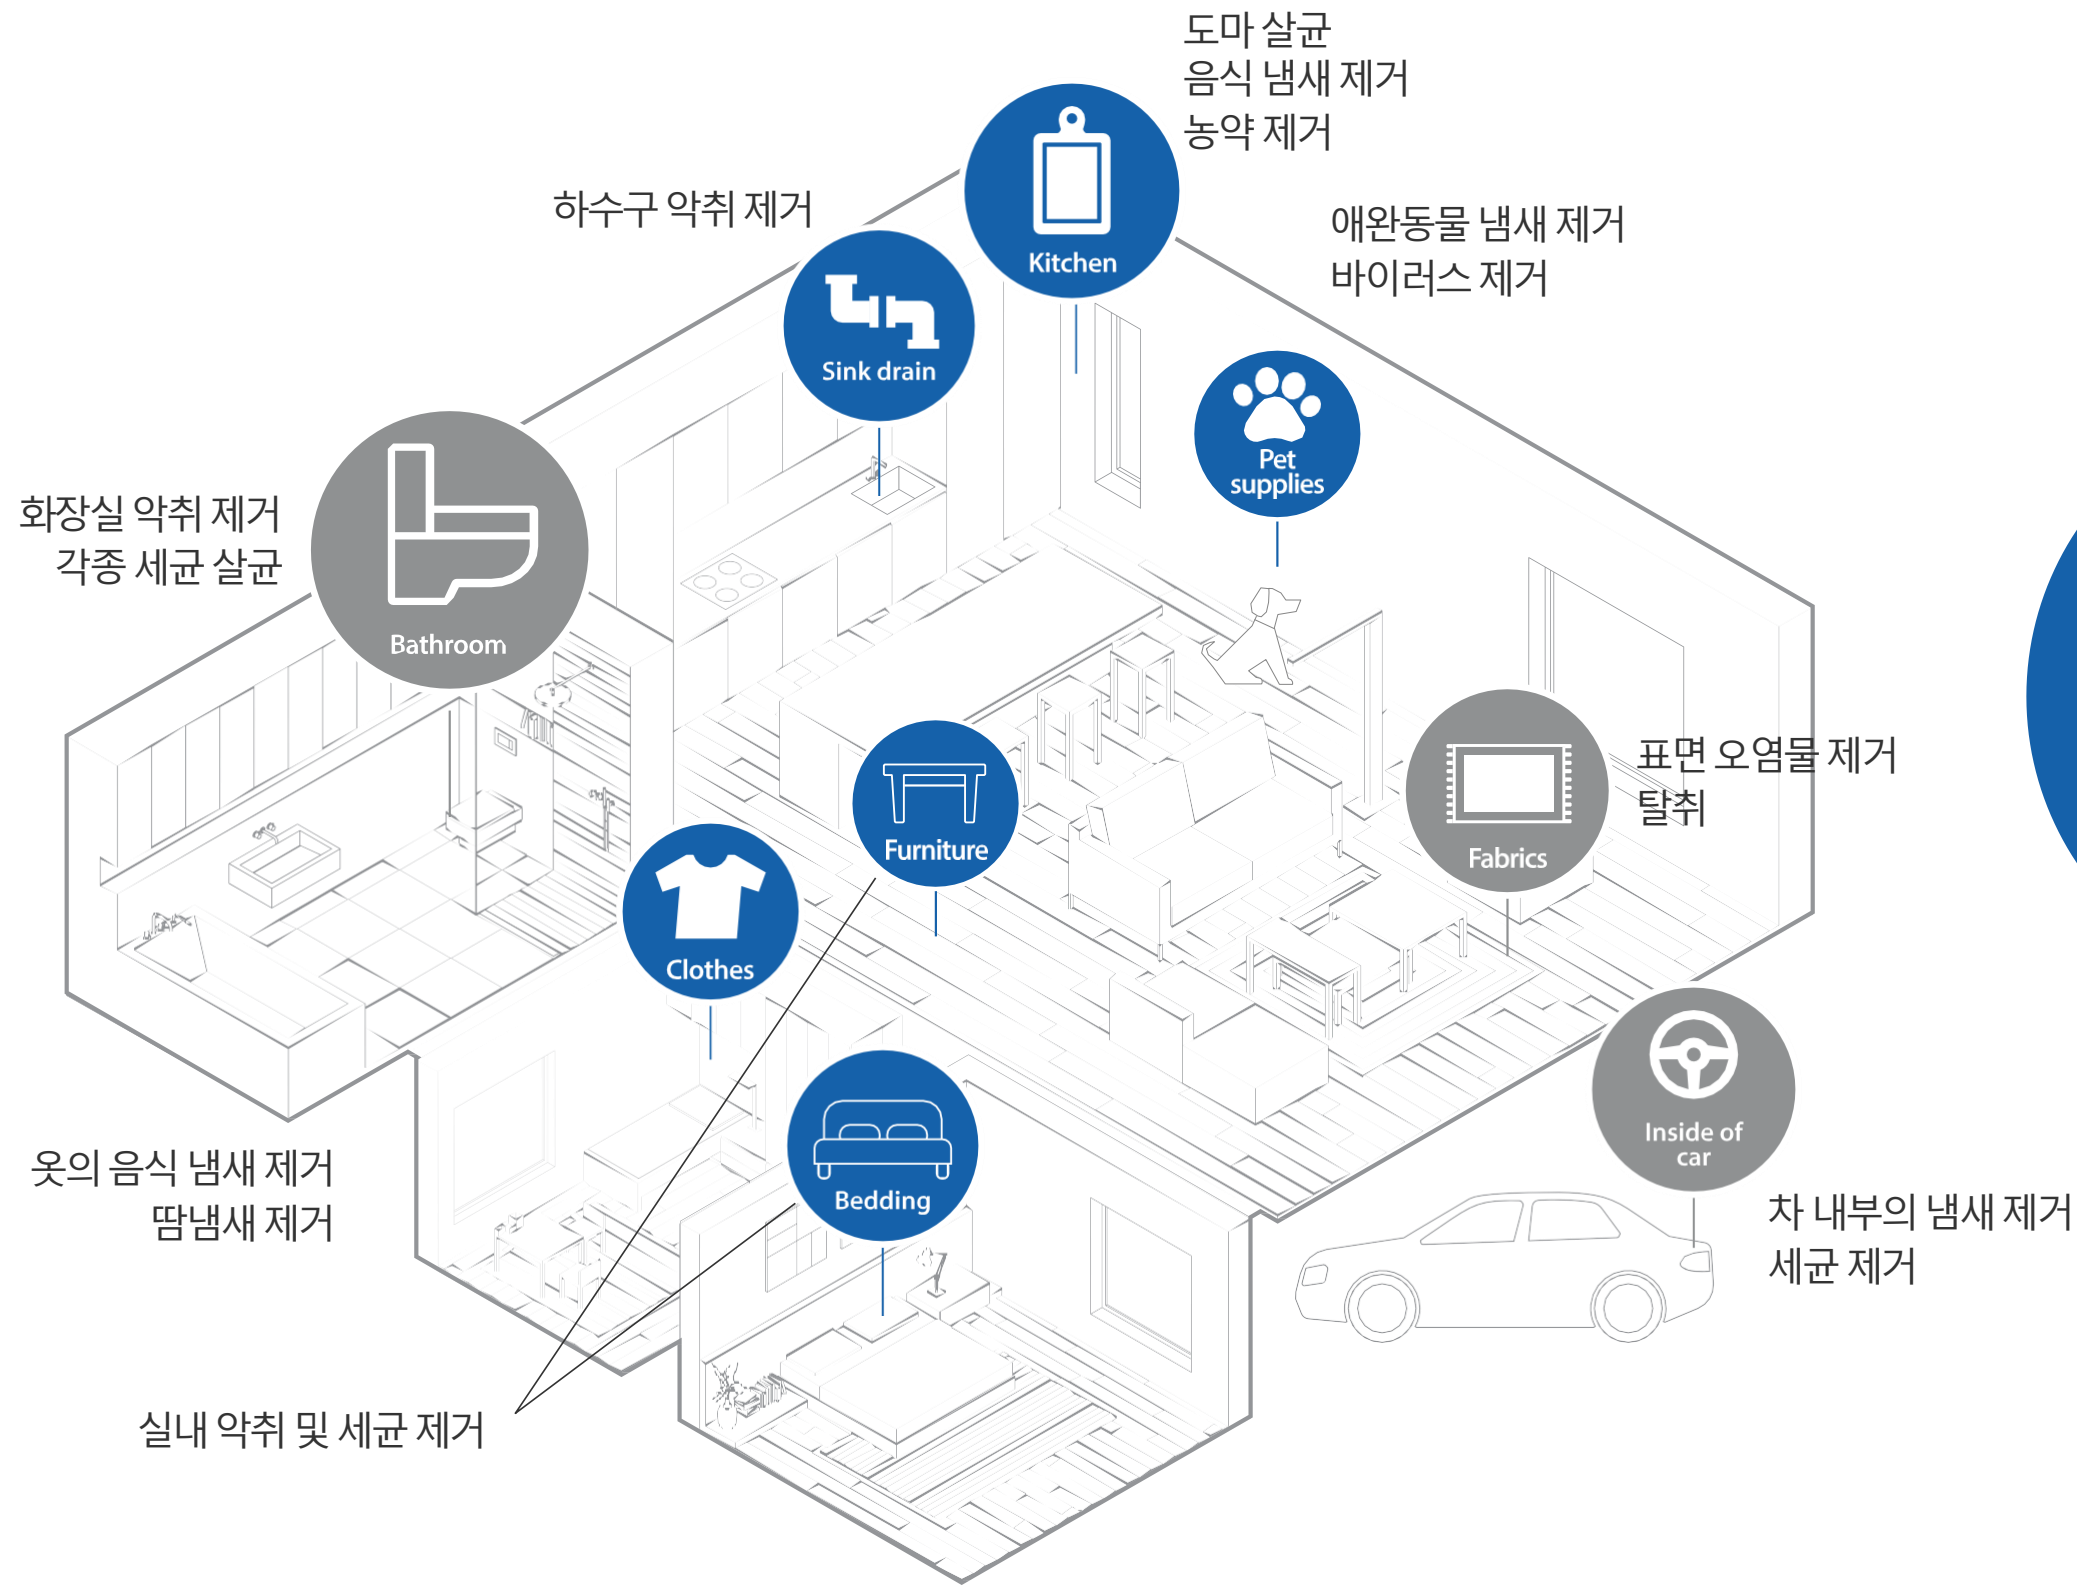 도마 살균
음식 냄새 제거
농약 제거
Kitchen
하수구 악취 제거
Sink drain
애완동물 냄새 제거
바이러스 제거
Pet
supplies
화장실 악취 제거
각종 세균 살균
Bathroom
Furniture
표면 오염물 제거
탈취
Fabrics
Clothes
Inside of
car
옷의 음식 냄새 제거
땀냄새 제거
Bedding
차 내부의 냄새 제거
세균 제거
실내 악취 및 세균 제거